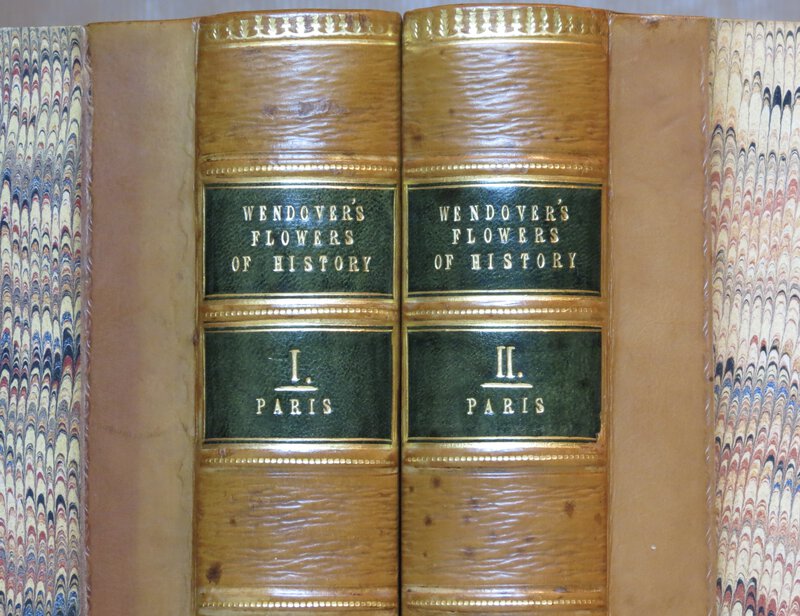 WENDOVER'S
FLOWERS
OF HISTORY
I.
PARIS
WENDOVER'S
FLOWERS
OF HISTORY
II.
PARIS